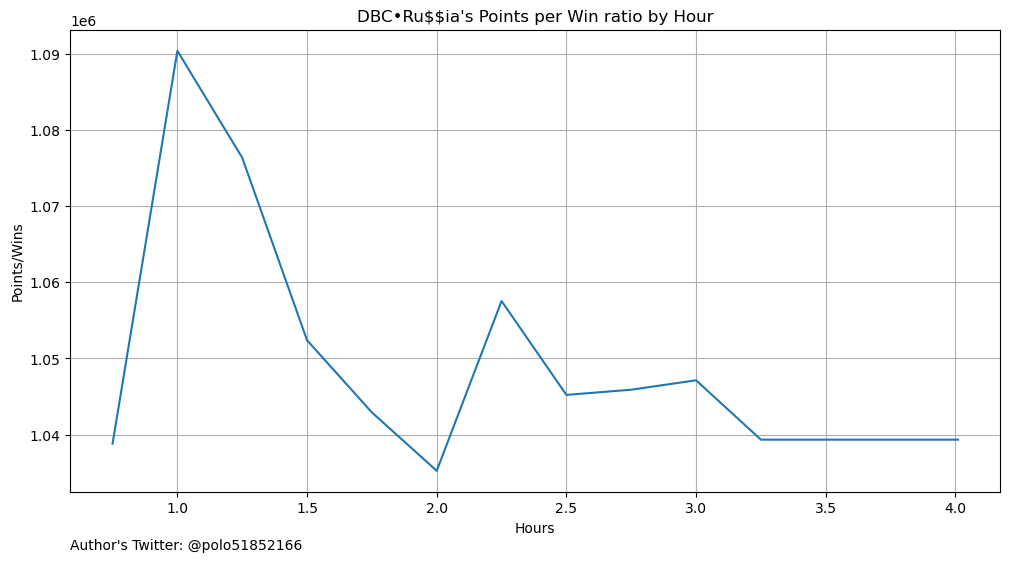 DBC•Ru$$ia's Points per Win ratio by Hour
1e6
1.09
1.08
1.07
1.06
1.05
1.04
Points/Wins
1.0 1.5 2.0 2.5 3.0 3.5 4.0
Hours
Author's Twitter: @polo51852166